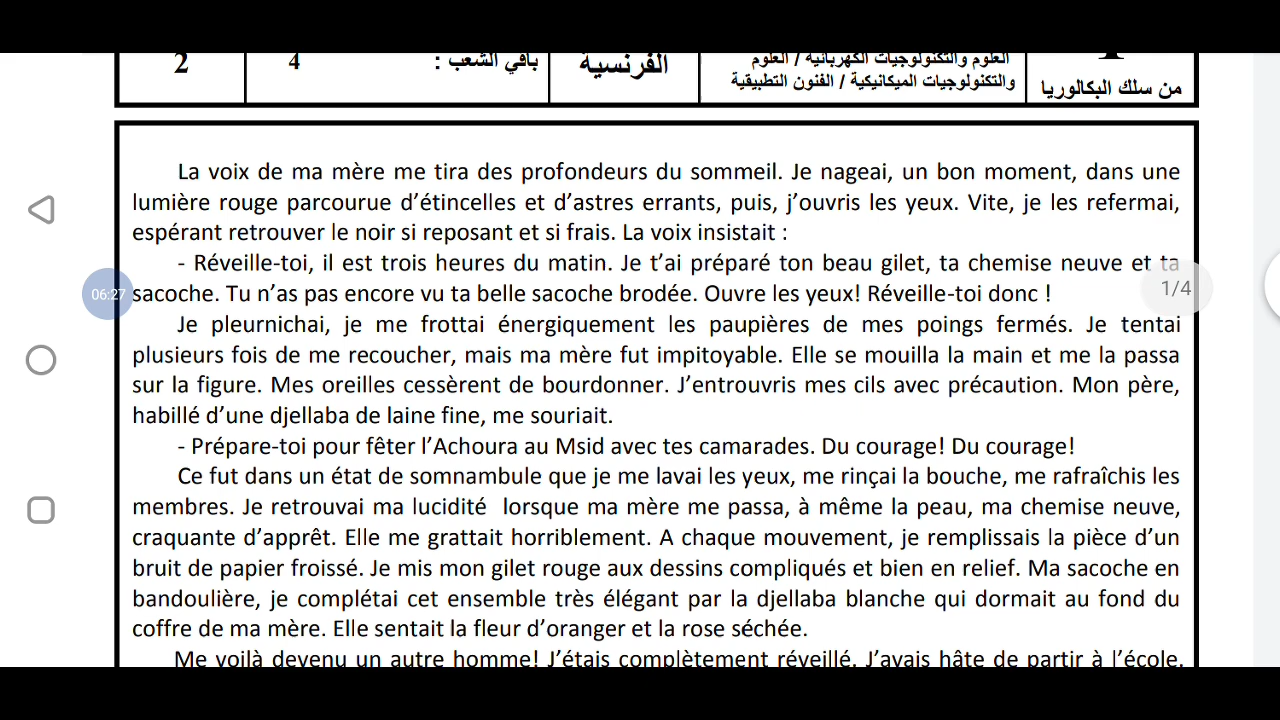 العلوم والتكنولوجيات الكهربائية / العلوم
والتكنولوجيات الميكانيكية / الفنون التطبيقية
من سلك البكالوريا
الفرنسية
باقي الشعب :
4
2
La voix de ma mère me tira des profondeurs du sommeil. Je nageai, un bon moment, dans une
lumière rouge parcourue d’étincelles et d’astres errants, puis, j’ouvris les yeux. Vite, je les refermai,
espérant retrouver le noir si reposant et si frais. La voix insistait :
- Réveille-toi, il est trois heures du matin. Je t’ai préparé ton beau gilet, ta chemise neuve et ta
sacoche. Tu n’as pas encore vu ta belle sacoche brodée. Ouvre les yeux! Réveille-toi donc !
Je pleurnichai, je me frottai énergiquement les paupières de mes poings fermés. Je tentai
plusieurs fois de me recoucher, mais ma mère fut impitoyable. Elle se mouilla la main et me la passa
sur la figure. Mes oreilles cessèrent de bourdonner. J’entrouvris mes cils avec précaution. Mon père,
habillé d’une djellaba de laine fine, me souriait.
- Prépare-toi pour fêter l’Achoura au Msid avec tes camarades. Du courage! Du courage!
Ce fut dans un état de somnambule que je me lavai les yeux, me rinçai la bouche, me rafraîchis les
membres. Je retrouvai ma lucidité lorsque ma mère me passa, à même la peau, ma chemise neuve,
craquante d’apprêt. Elle me grattait horriblement. A chaque mouvement, je remplissais la pièce d’un
bruit de papier froissé. Je mis mon gilet rouge aux dessins compliqués et bien en relief. Ma sacoche en
bandoulière, je complétai cet ensemble très élégant par la djellaba blanche qui dormait au fond du
coffre de ma mère. Elle sentait la fleur d’oranger et la rose séchée.
Me voilà devenu un autre homme! J’étais complètement réveillé. J’avais hâte de partir à l’école.
06:27
1/4